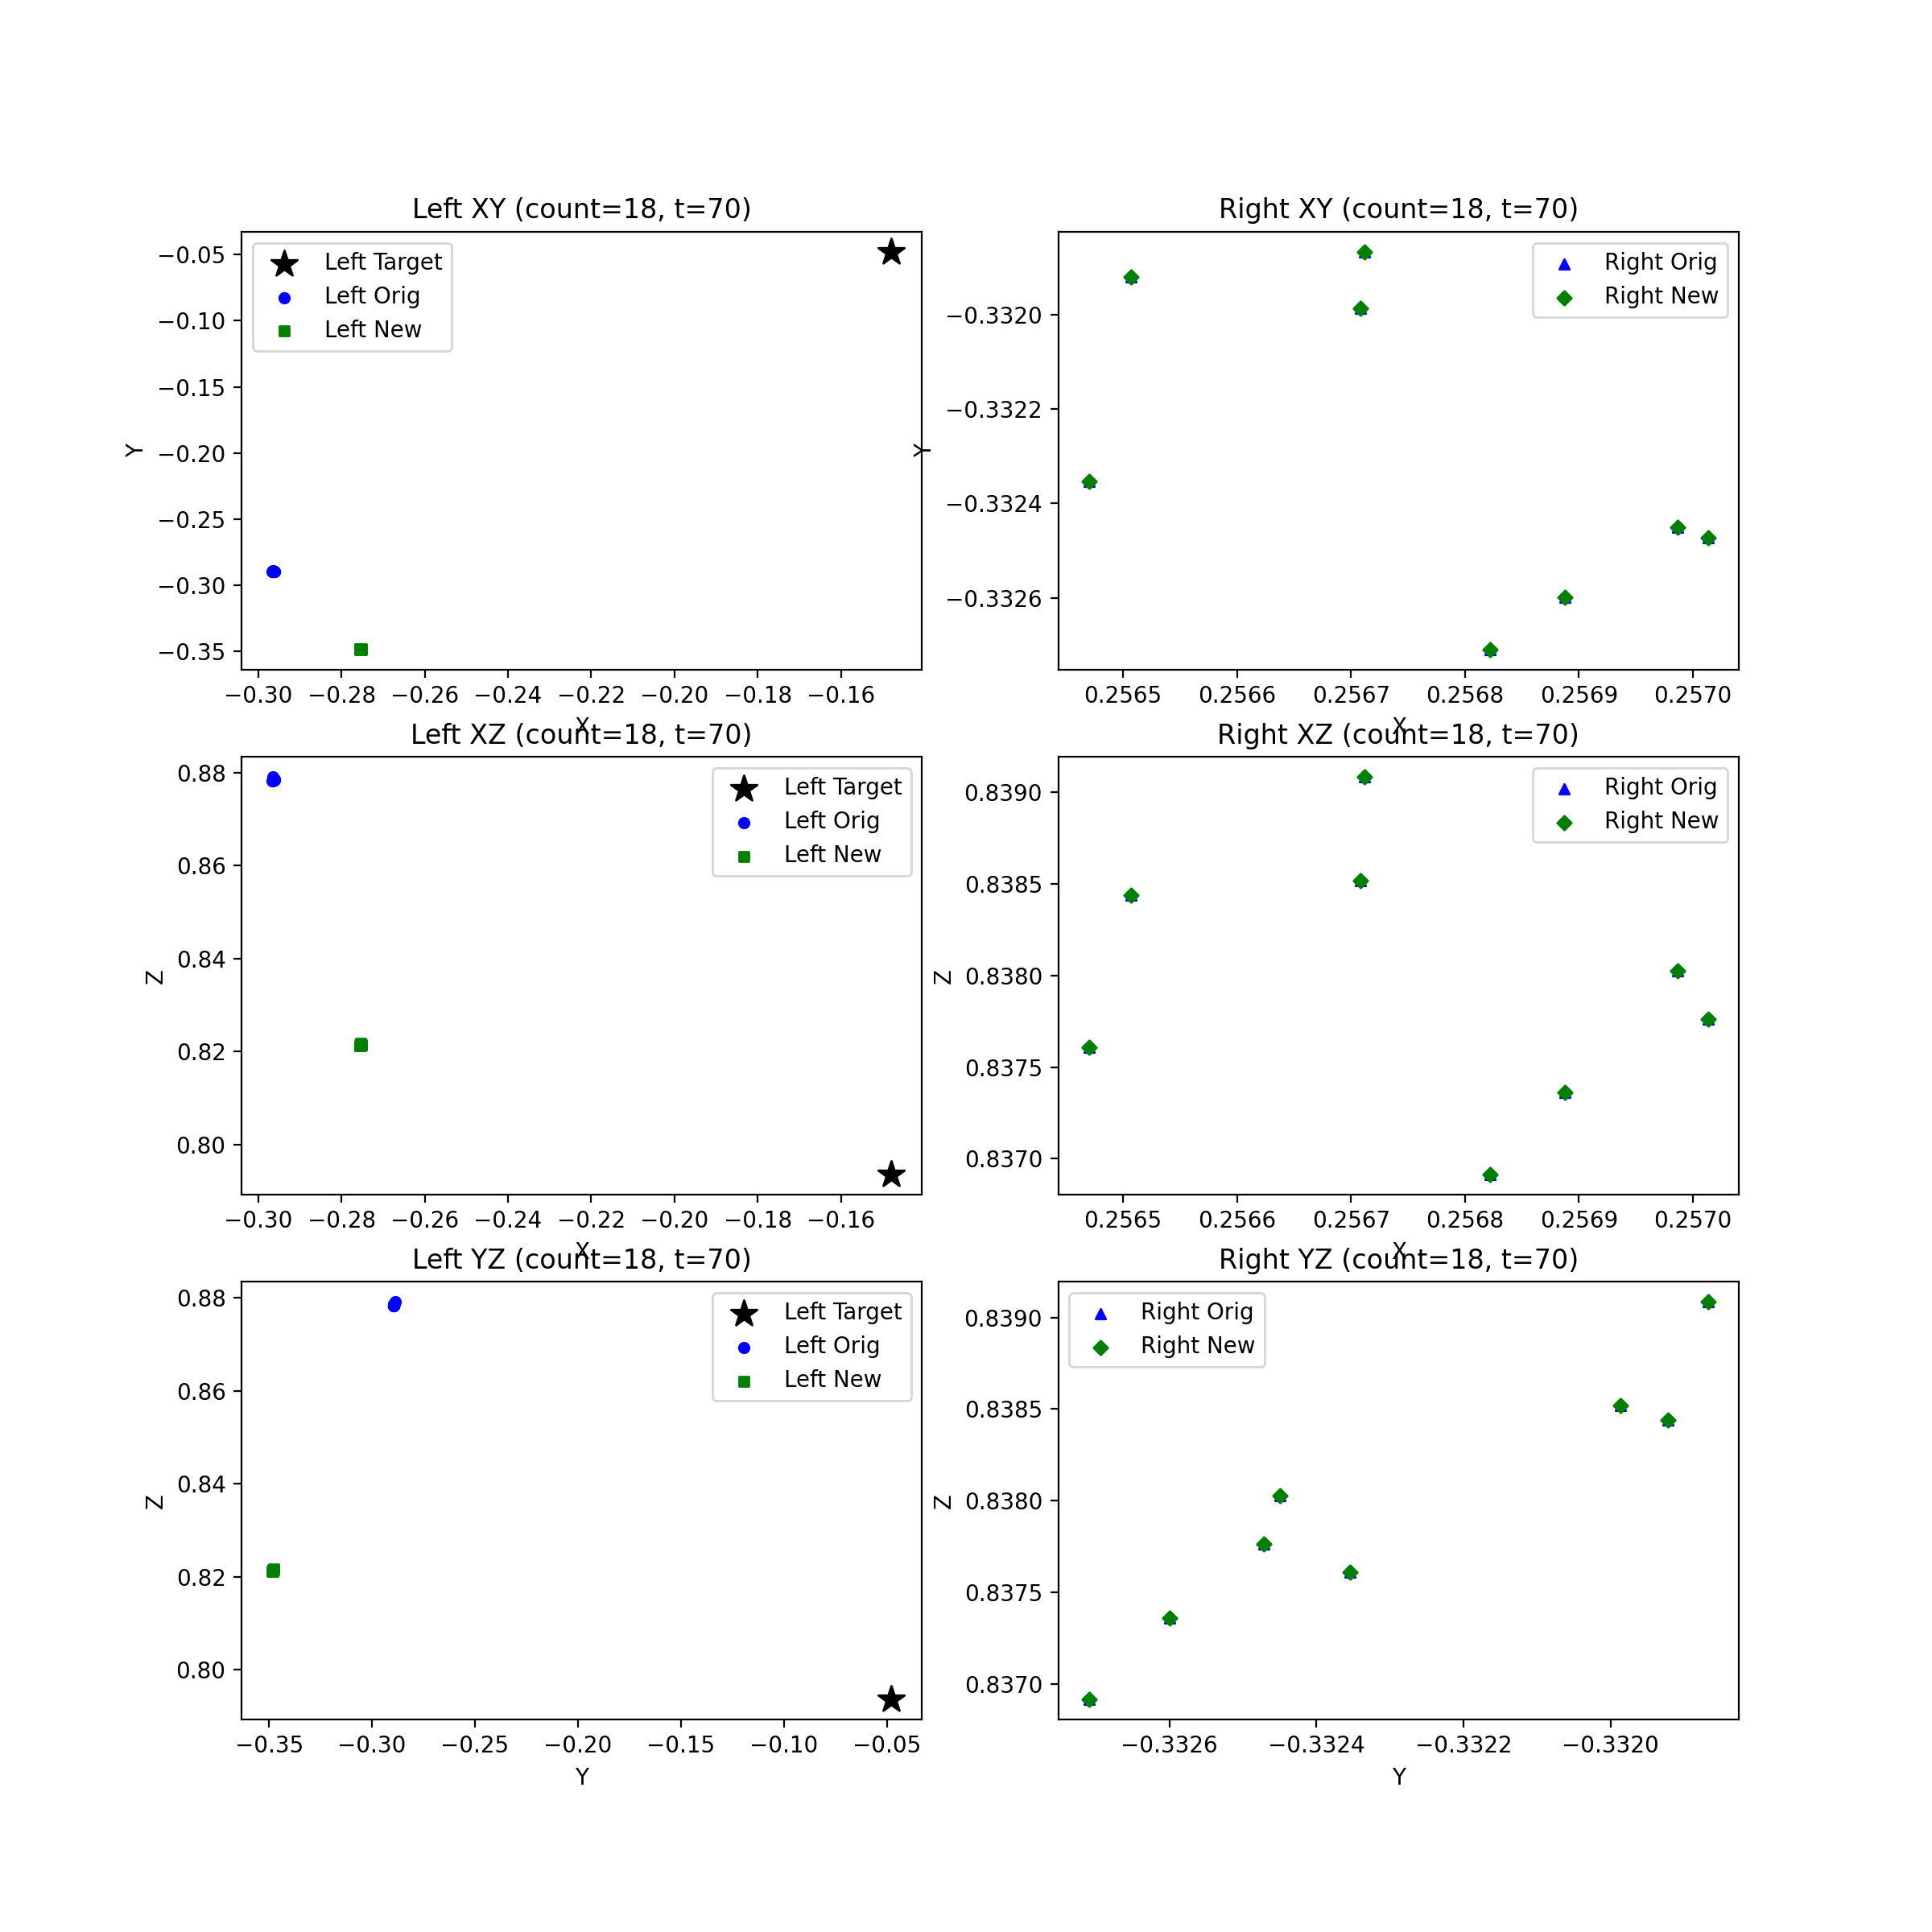 Left XY (count=18, t=70)
Left Target
Left Orig
Left New
−0.05
−0.10
−0.15
−0.20
−0.25
−0.30
−0.35
Y
−0.30 −0.28 −0.26 −0.24 −0.22 −0.20 −0.18 −0.16
X
Right XY (count=18, t=70)
Right Orig
Right New
−0.3320
−0.3322
−0.3324
−0.3326
Y
0.2565 0.2566 0.2567 0.2568 0.2569 0.2570
X
Left XZ (count=18, t=70)
Left Target
Left Orig
Left New
0.88
0.86
0.84
0.82
0.80
Z
−0.30 −0.28 −0.26 −0.24 −0.22 −0.20 −0.18 −0.16
X
Right XZ (count=18, t=70)
Right Orig
Right New
0.8390
0.8385
0.8380
0.8375
0.8370
Z
0.2565 0.2566 0.2567 0.2568 0.2569 0.2570
X
Left YZ (count=18, t=70)
Left Target
Left Orig
Left New
0.88
0.86
0.84
0.82
0.80
Z
−0.35 −0.30 −0.25 −0.20 −0.15 −0.10 −0.05
Y
Right YZ (count=18, t=70)
Right Orig
Right New
0.8390
0.8385
0.8380
0.8375
0.8370
Z
−0.3326 −0.3324 −0.3322 −0.3320
Y